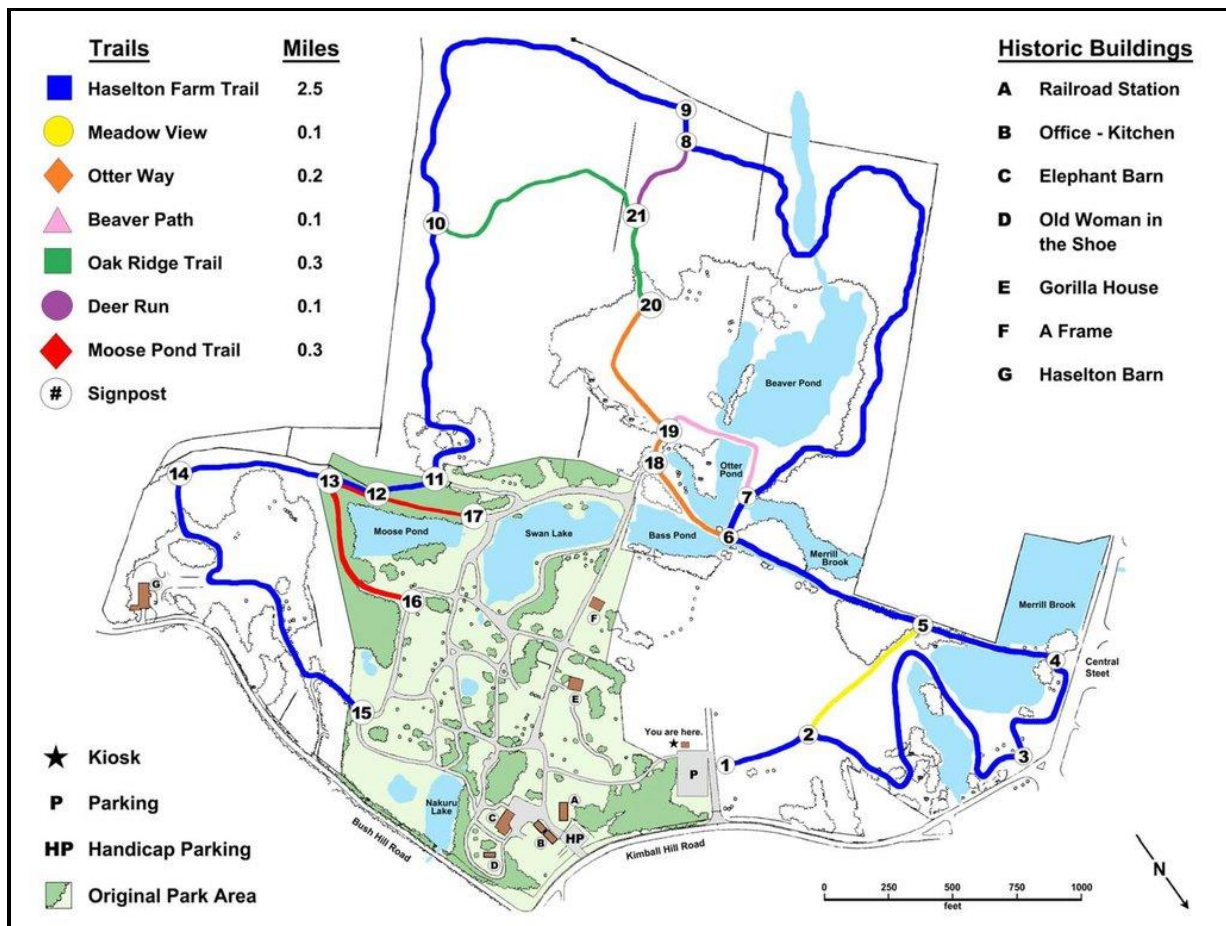 Trails Miles
Haselton Farm Trail 2.5
Meadow View 0.1
Otter Way 0.2
Beaver Path 0.1
Oak Ridge Trail 0.3
Deer Run 0.1
Moose Pond Trail 0.3
# Signpost
Historic Buildings
A Railroad Station
B Office - Kitchen
C Elephant Barn
D Old Woman in
the Shoe
E Gorilla House
F A Frame
G Haselton Barn
9
8
10
21
20
Beaver Pond
19
18
Otter
Pond
14
13
12
11
17
7
Moose Pond
Swan Lake
Bass Pond
6
Merrill
Brook
G
16
F
5
Merrill Brook
4
Central
Steet
E
15
You are here.
2
1
3
P
Nakuru
Lake
A
C
B
HP
D
Bush Hill Road
Kimball Hill Road
Kiosk
P Parking
HP Handicap Parking
Original Park Area
0 250 500 750 1000
feet
N